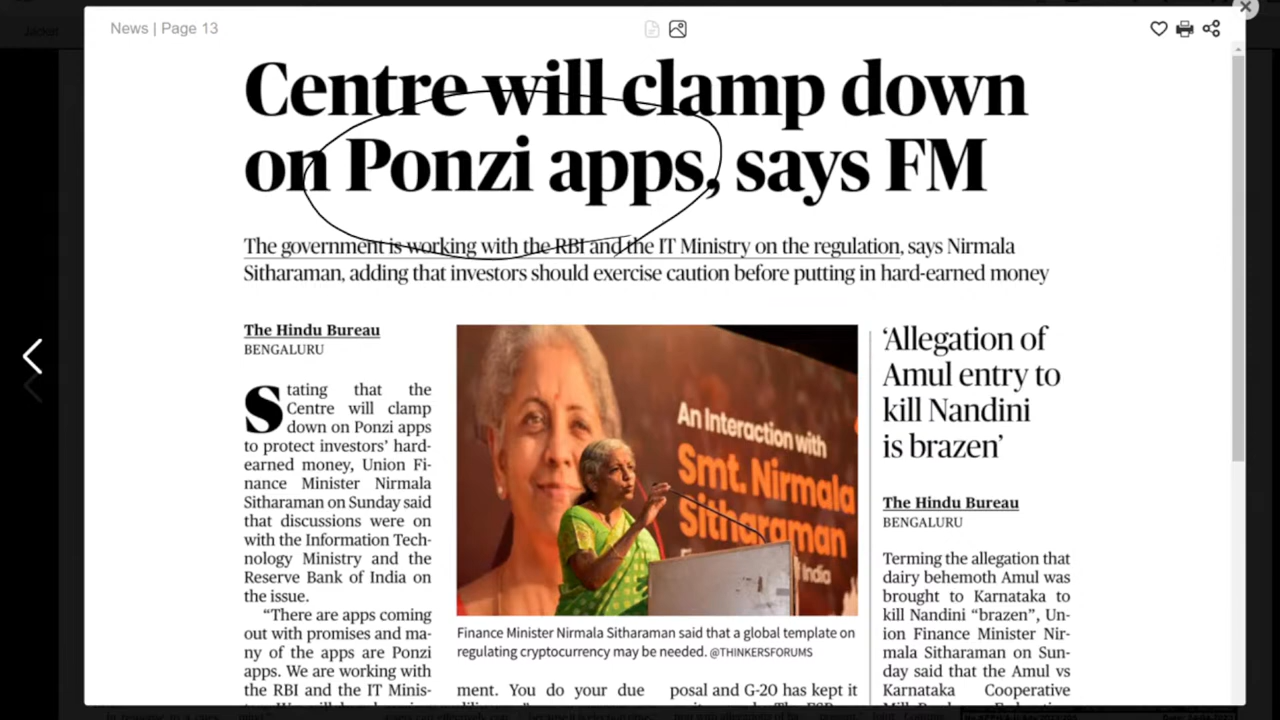 News | Page 13
Centre will clamp down
on Ponzi apps, says FM
The government is working with the RBI and the IT Ministry on the regulation, says Nirmala
Sitharaman, adding that investors should exercise caution before putting in hard-earned money
The Hindu Bureau
BENGALURU
Stating that the
Centre will clamp
down on Ponzi apps
to protect investors’ hard-
earned money, Union Fi-
nance Minister Nirmala
Sitharaman on Sunday said
that discussions were on
with the Information Tech-
nology Ministry and the
Reserve Bank of India on
the issue.
“There are apps coming
out with promises and ma-
ny of the apps are Ponzi
apps. We are working with
the RBI and the IT Minis-
An Interaction with
Smt. Nirmala
Sitharaman
India
Finance Minister Nirmala Sitharaman said that a global template on
regulating cryptocurrency may be needed. @THINKERSFORUMS
ment. You do your due
posal and G-20 has kept it
‘Allegation of
Amul entry to
kill Nandini
is brazen’
The Hindu Bureau
BENGALURU
Terming the allegation that
dairy behemoth Amul was
brought to Karnataka to
kill Nandini “brazen”, Un-
ion Finance Minister Nir-
mala Sitharaman on Sun-
day said that the Amul vs
Karnataka Cooperative